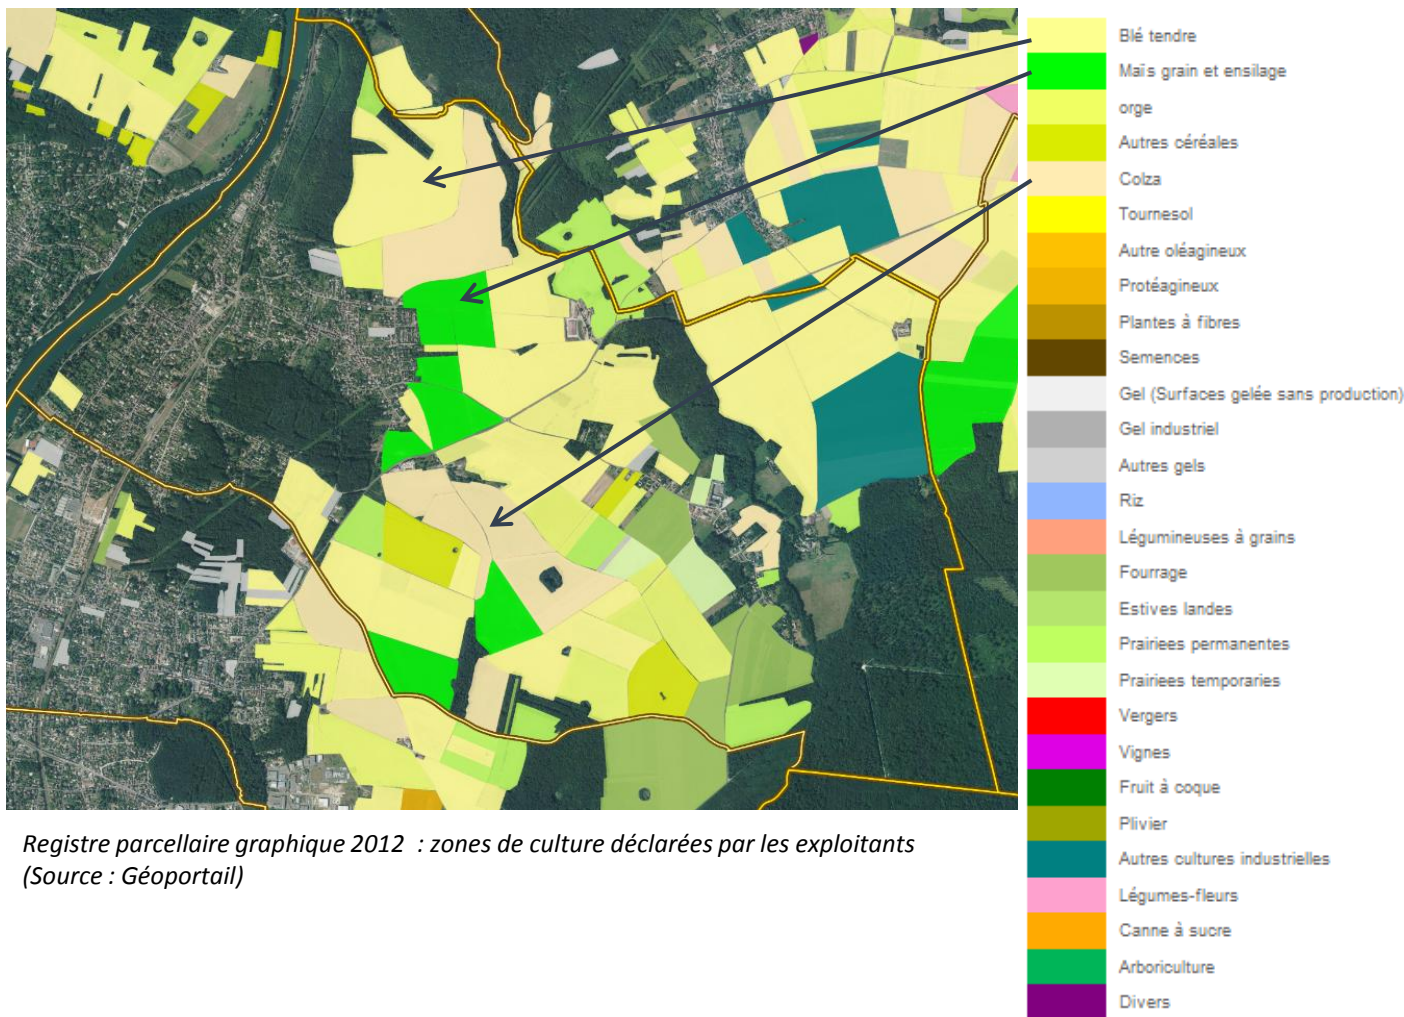 Blé tendre
Maïs grain et ensilage
orge
Autres céréales
Colza
Tournesol
Autre oléagineux
Protéagineux
Plantes à fibres
Semences
Gel (Surfaces gelée sans production)
Gel industriel
Autres gels
Riz
Légumineuses à grains
Fourrage
Estives landes
Prairiees permanentes
Prairiees temporaries
Vergers
Vignes
Fruit à coque
Plivier
Autres cultures industrielles
Légumes-fleurs
Canne à sucre
Arboriculture
Divers
Registre parcellaire graphique 2012 : zones de culture déclarées par les exploitants
(Source : Géoportail)